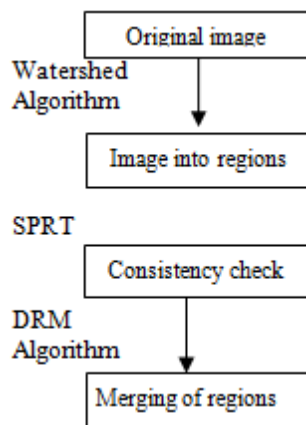 Original image
Watershed
Algorithm
Image into regions
SPRT
Consistency check
DRM
Algorithm
Merging of regions